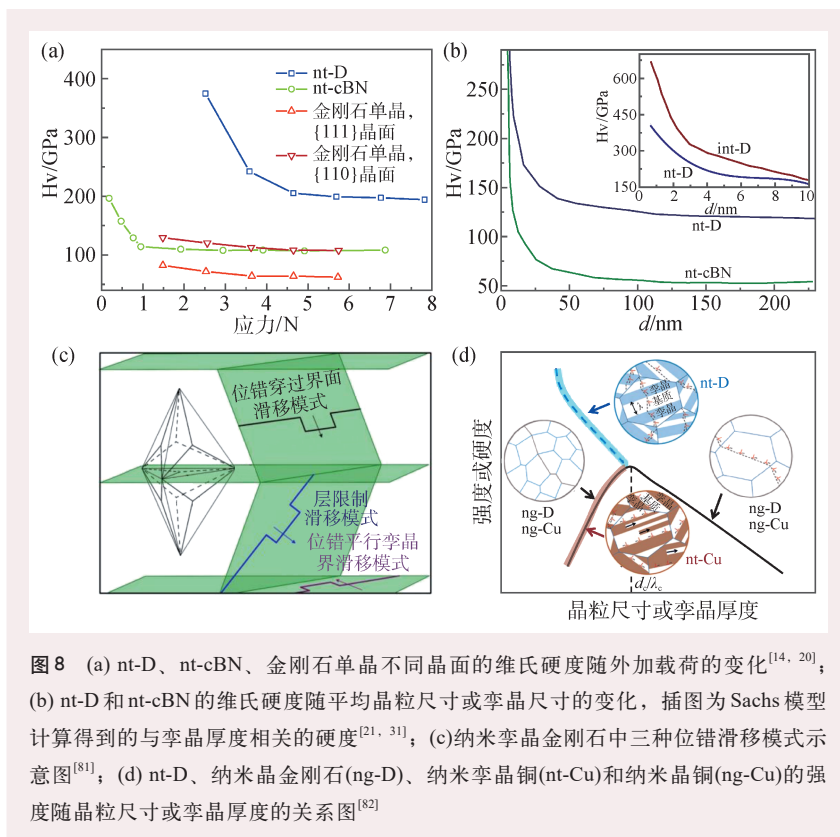 (a)
400
300
200
100
Hv/GPa
nt-D
nt-cBN
金刚石单晶，
{111}晶面
金刚石单晶，
{110}晶面
0 1 2 3 4 5 6 7 8
应力/N
(b)
250
200
150
100
50
Hv/GPa
nt-D
nt-cBN
0 50 100 150 200
d/nm
600
450
300
150
Hv/GPa
int-D
nt-D
0 2 4 6 8 10
d/nm
(c)
位错穿过界面
滑移模式
层限制
滑移模式
位错平行孪晶
界滑移模式
(d)
强度或硬度
nt-D
孪晶
基质
孪晶
λ
ng-D
ng-Cu
基质
孪晶
nt-Cu
ng-D
ng-Cu
d_c/λ_c
晶粒尺寸或孪晶厚度
图8 (a) nt-D、nt-cBN、金刚石单晶不同晶面的维氏硬度随外加载荷的变化[14, 20]；
(b) nt-D和nt-cBN的维氏硬度随平均晶粒尺寸或孪晶尺寸的变化，插图为Sachs模型
计算得到的与孪晶厚度相关的硬度[21, 31]；(c)纳米孪晶金刚石中三种位错滑移模式示
意图[81]；(d) nt-D、纳米晶金刚石(ng-D)、纳米孪晶铜(nt-Cu)和纳米晶铜(ng-Cu)的强
度随晶粒尺寸或孪晶厚度的关系图[82]